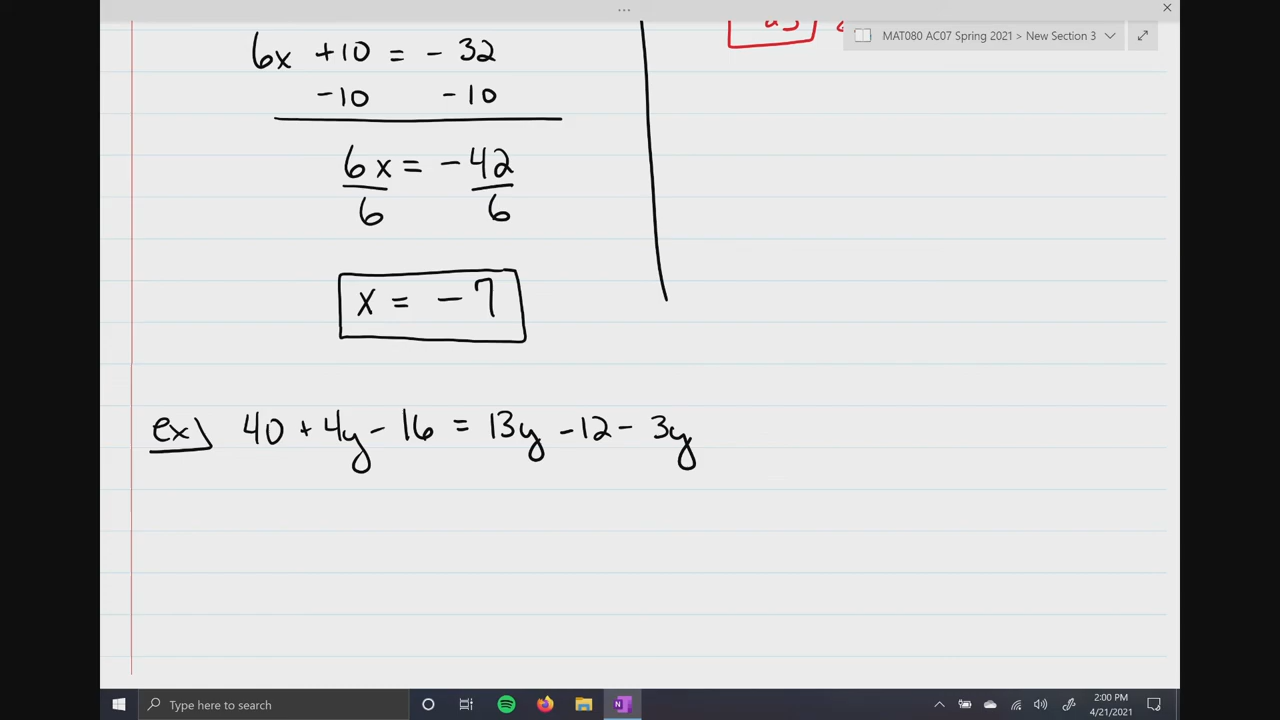 ...
×
MAT080 AC07 Spring 2021 > New Section 3
6x + 10 = - 32
-10 -10
6x = -42
6 6
x = -7
ex) 40 + 4y - 16 = 13y - 12 - 3y
Type here to search
2:00 PM
4/21/2021